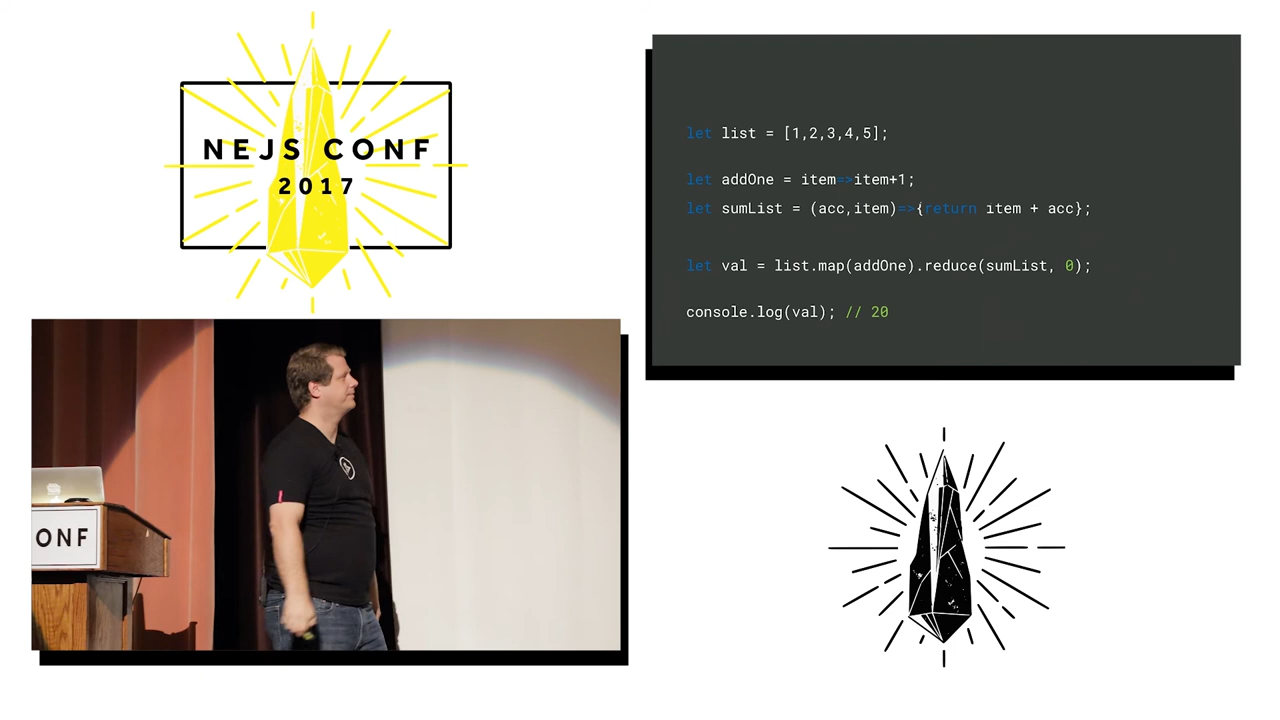 NEJS CONF
2017
let list = [1,2,3,4,5];
let addOne = item=>item+1;
let sumList = (acc,item)=>{return item + acc};
let val = list.map(addOne).reduce(sumList, 0);
console.log(val); // 20
ONF